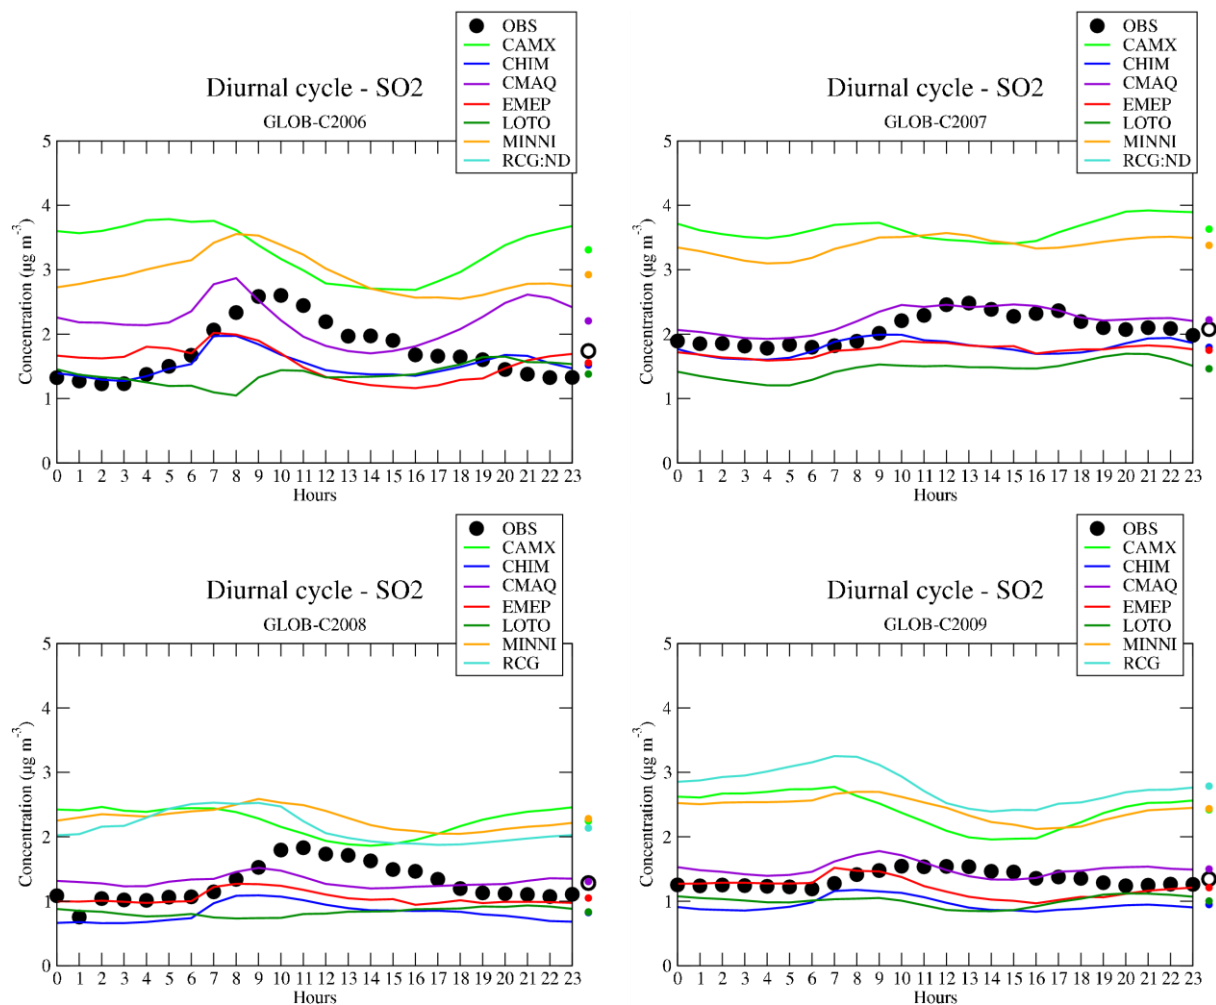 OBS
CAMX
CHIM
CMAQ
EMEP
LOTO
MINNI
RCG:ND
Diurnal cycle - SO2
GLOB-C2006
Concentration (µg m-3)
5
4
3
2
1
0
0 1 2 3 4 5 6 7 8 9 10 11 12 13 14 15 16 17 18 19 20 21 22 23
Hours
OBS
CAMX
CHIM
CMAQ
EMEP
LOTO
MINNI
RCG:ND
Diurnal cycle - SO2
GLOB-C2007
Concentration (µg m-3)
5
4
3
2
1
0
0 1 2 3 4 5 6 7 8 9 10 11 12 13 14 15 16 17 18 19 20 21 22 23
Hours
OBS
CAMX
CHIM
CMAQ
EMEP
LOTO
MINNI
RCG
Diurnal cycle - SO2
GLOB-C2008
Concentration (µg m-3)
5
4
3
2
1
0
0 1 2 3 4 5 6 7 8 9 10 11 12 13 14 15 16 17 18 19 20 21 22 23
Hours
OBS
CAMX
CHIM
CMAQ
EMEP
LOTO
MINNI
RCG
Diurnal cycle - SO2
GLOB-C2009
Concentration (µg m-3)
5
4
3
2
1
0
0 1 2 3 4 5 6 7 8 9 10 11 12 13 14 15 16 17 18 19 20 21 22 23
Hours